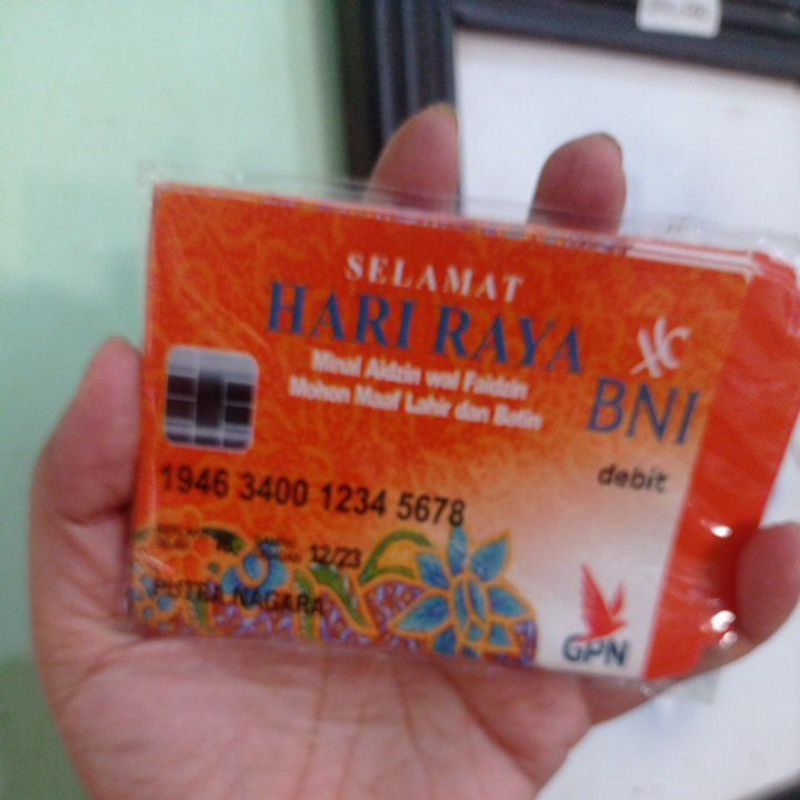 SELAMAT
HARI RAYA
Minal Aidzin wal Faidzin
Mohon Maaf Lahir dan Batin
BNI
debit
1946 3400 1234 5678
12/23
PUTRA NAGARA
GPN